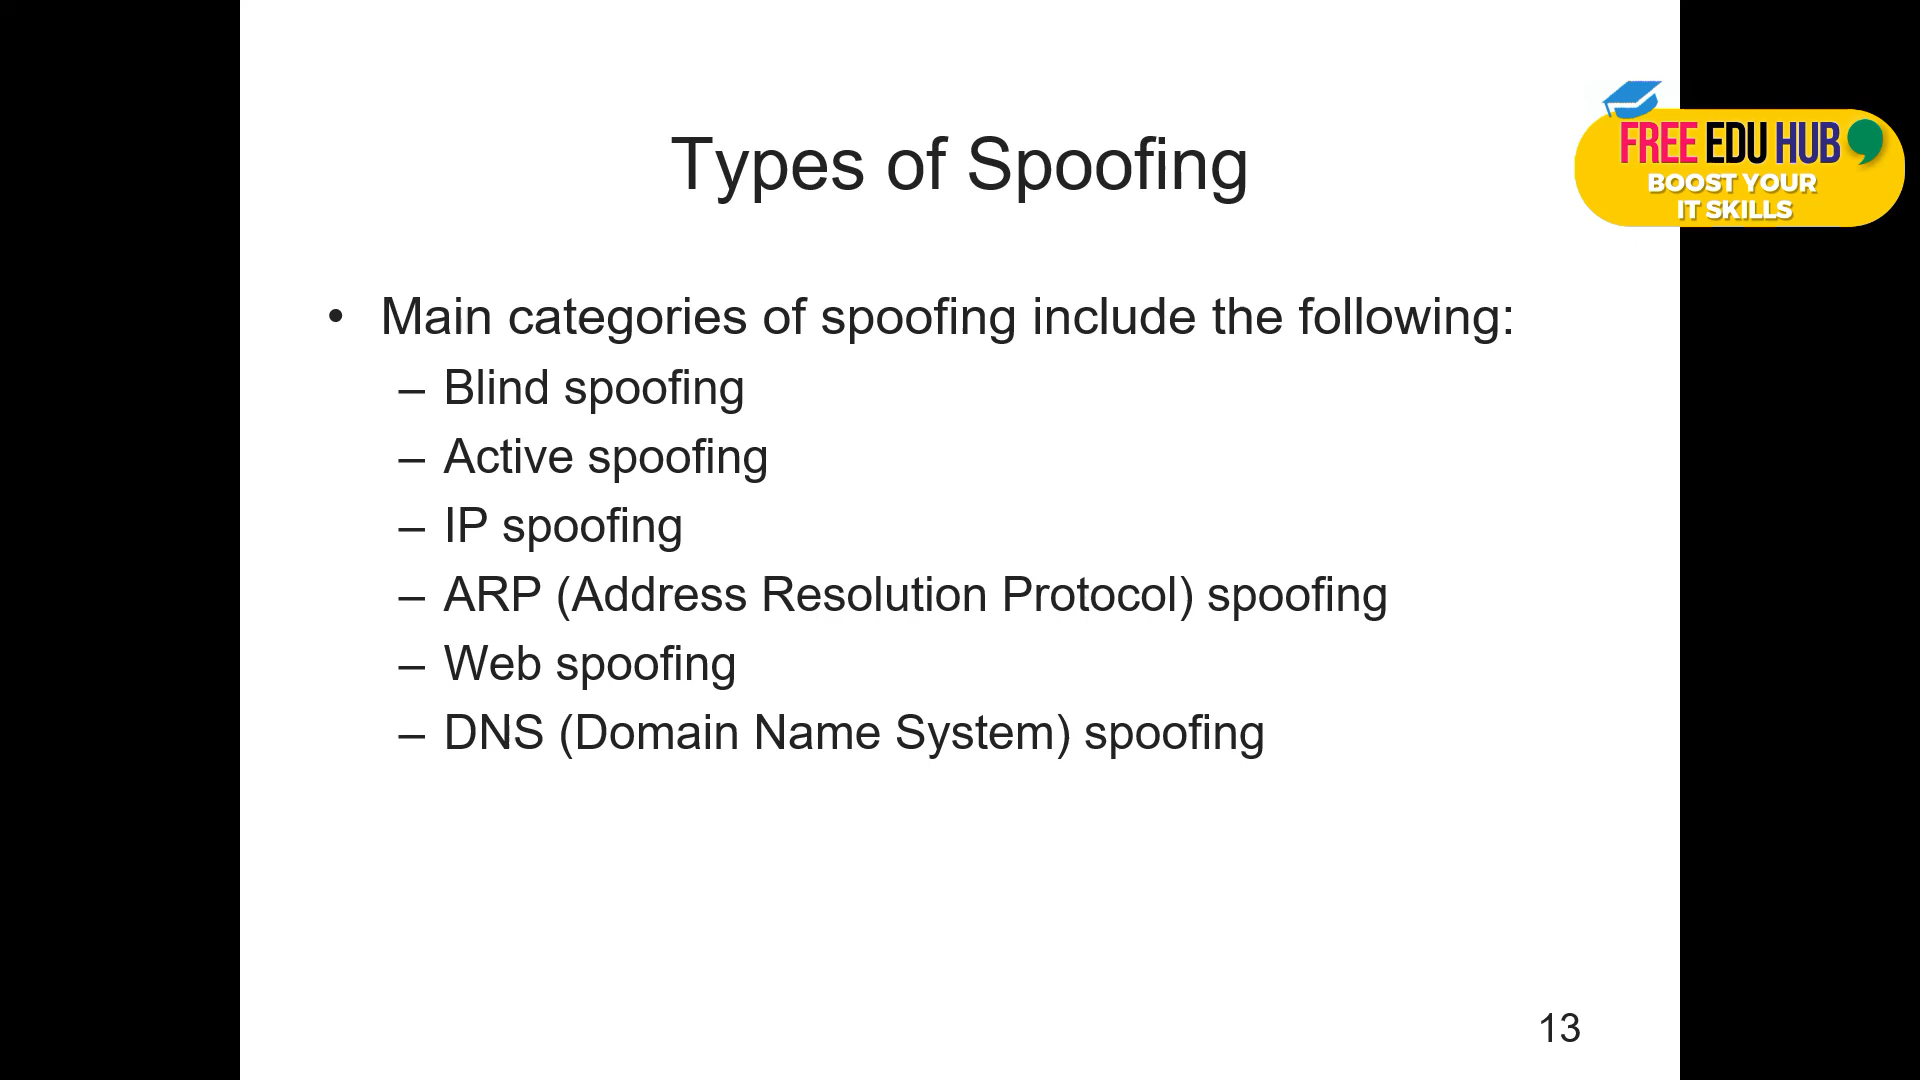 Types of Spoofing
FREE EDU HUB
BOOST YOUR
IT SKILLS
• Main categories of spoofing include the following:
– Blind spoofing
– Active spoofing
– IP spoofing
– ARP (Address Resolution Protocol) spoofing
– Web spoofing
– DNS (Domain Name System) spoofing
13